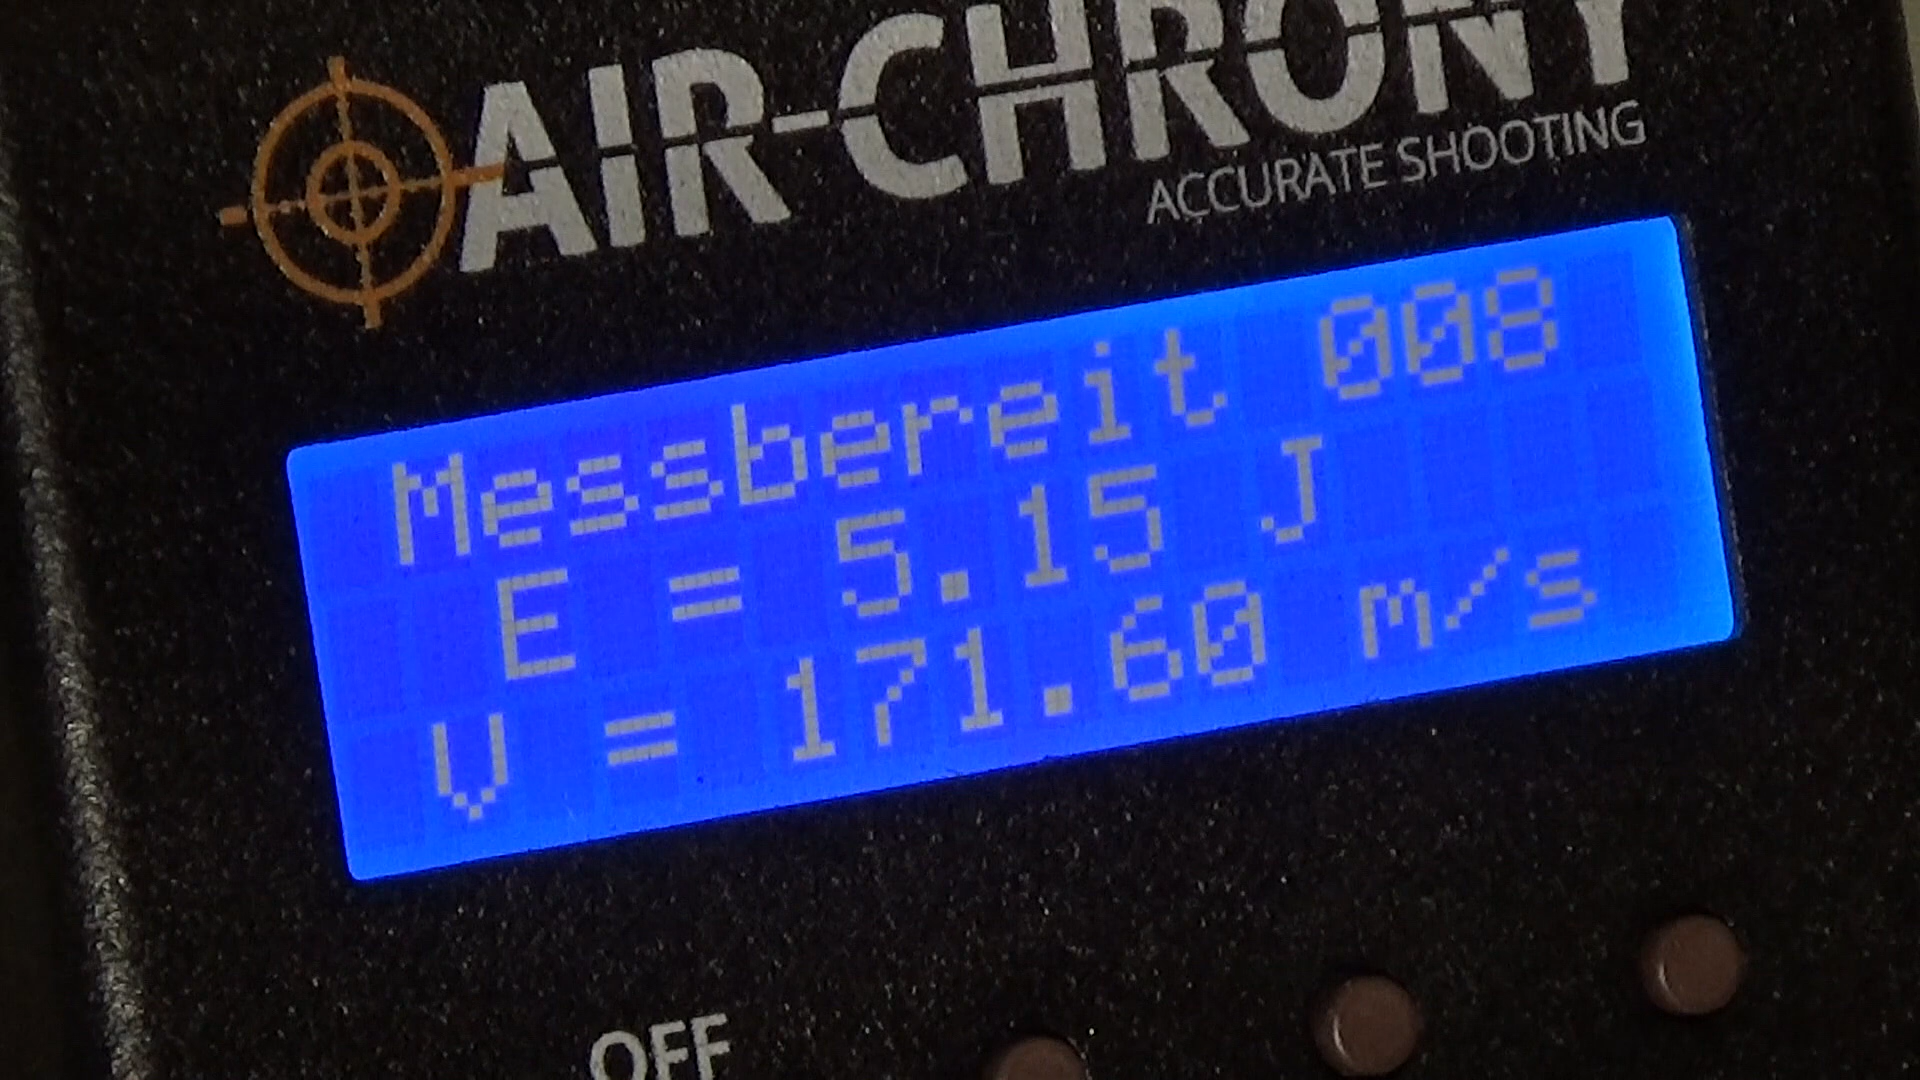 AIR-CHRONY
ACCURATE SHOOTING
Messbereit 008
E = 5.15 J
V = 171.60 m/s
OFF